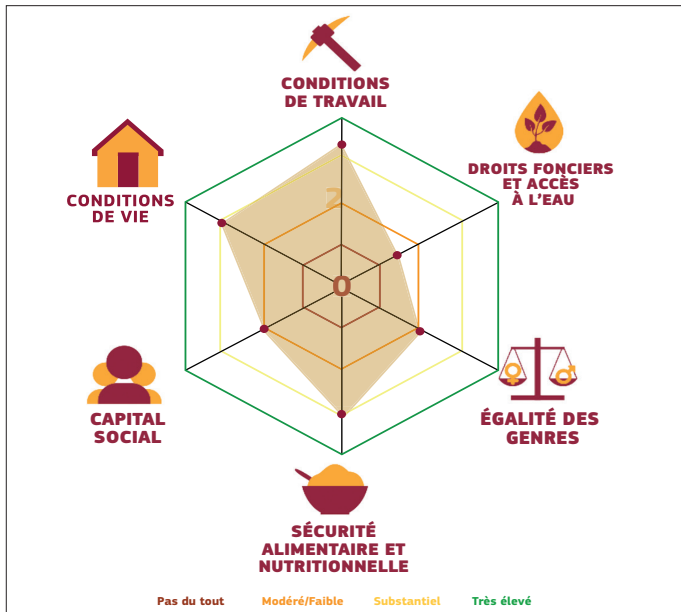 CONDITIONS
DE TRAVAIL
DROITS FONCIERS
ET ACCÈS
À L'EAU
CONDITIONS
DE VIE
2
0
CAPITAL
SOCIAL
ÉGALITÉ DES
GENRES
SÉCURITÉ
ALIMENTAIRE ET
NUTRITIONNELLE
Pas du tout Modéré/Faible Substantiel Très élevé